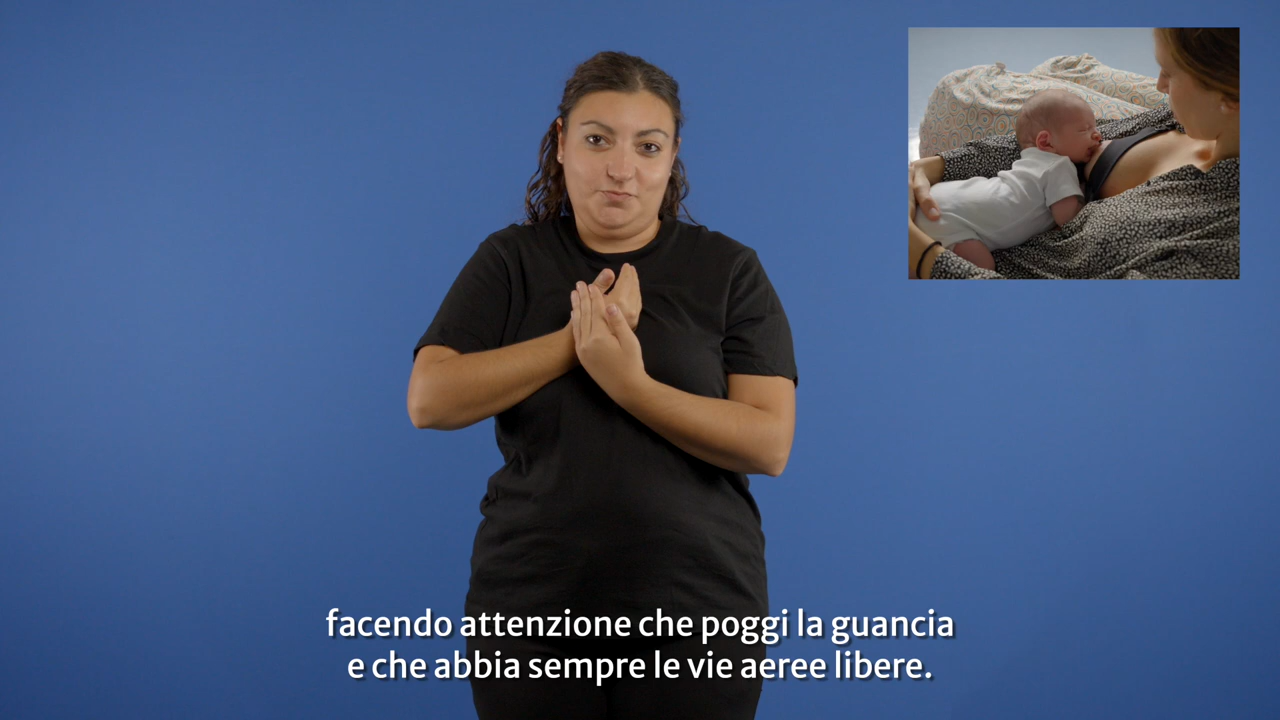 facendo attenzione che poggi la guancia
e che abbia sempre le vie aeree libere.